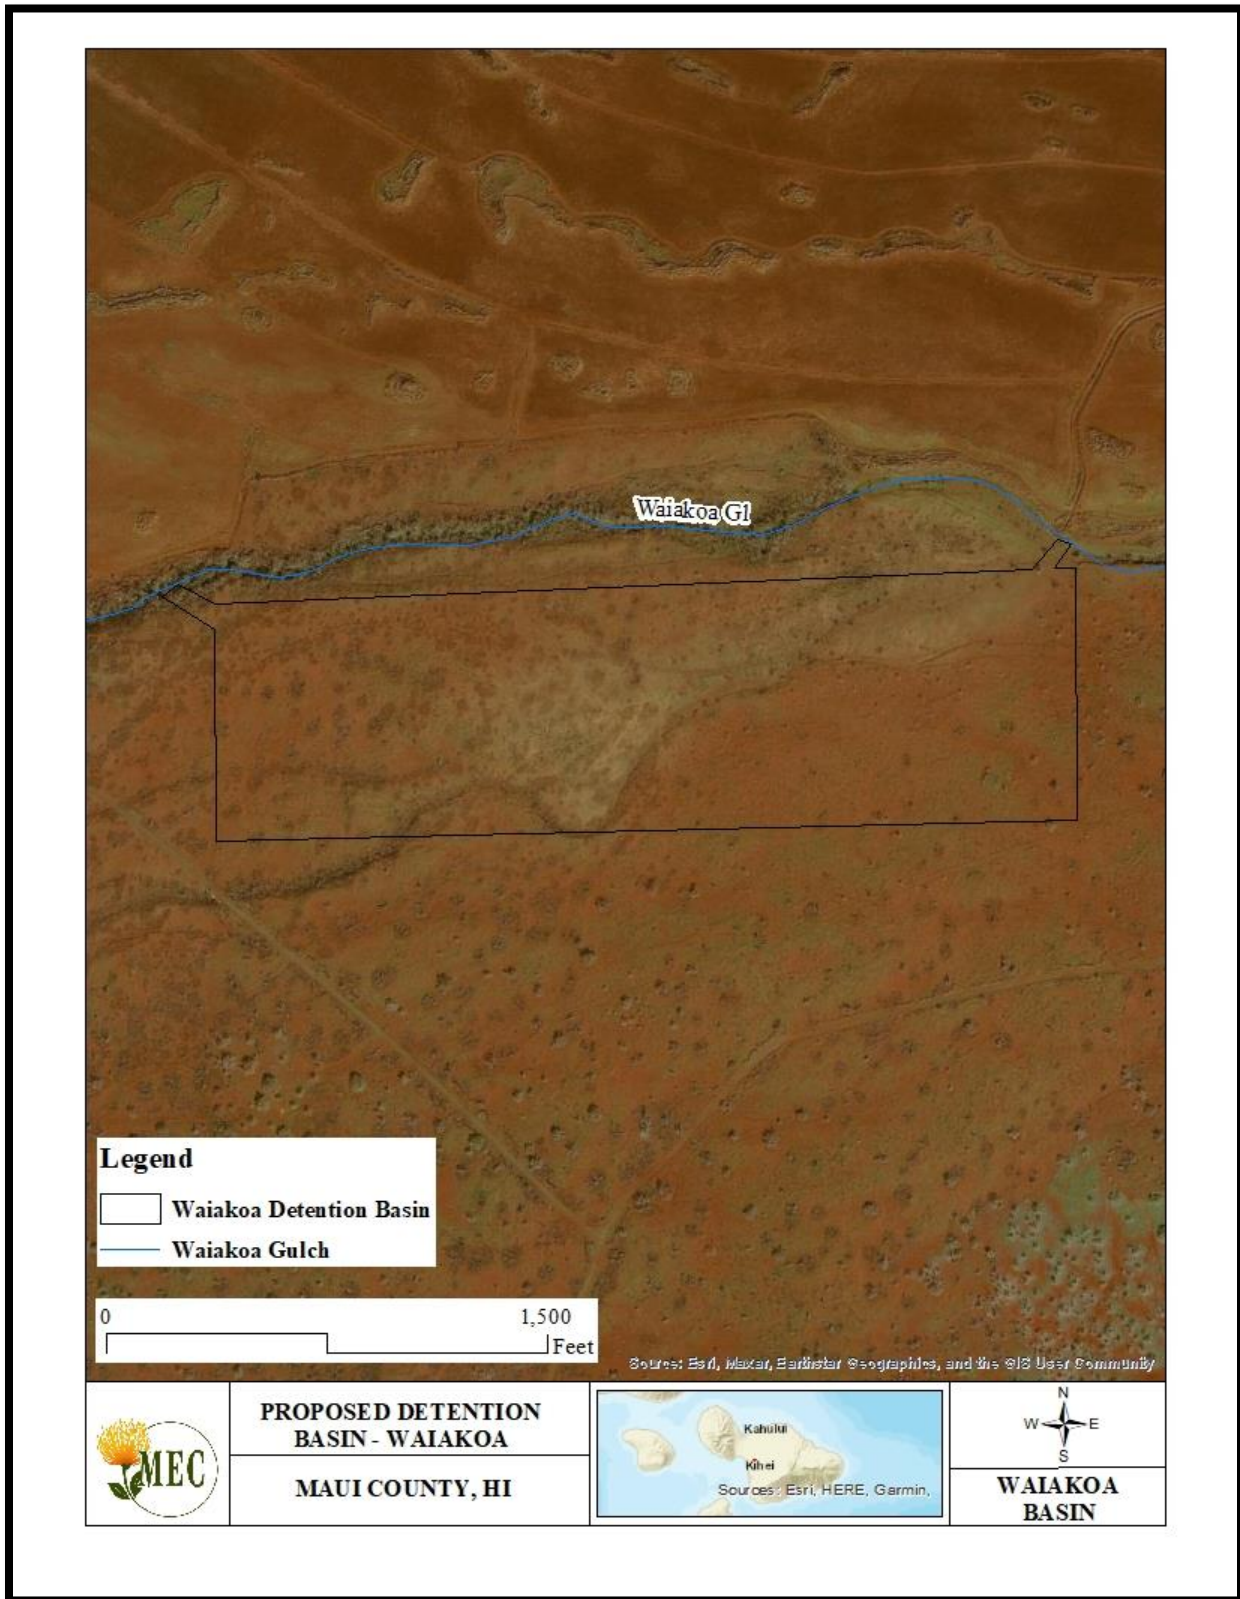 Waiakoa Gl
Legend
Waiakoa Detention Basin
Waiakoa Gulch
0 1,500
Feet
Source: Esri, Maxar, Earthstar Geographics, and the GIS User Community
MEC
PROPOSED DETENTION
BASIN - WAIAKOA
MAUI COUNTY, HI
Kahului
Kihei
Sources: Esri, HERE, Garmin,
N
W E
S
WAIAKOA
BASIN